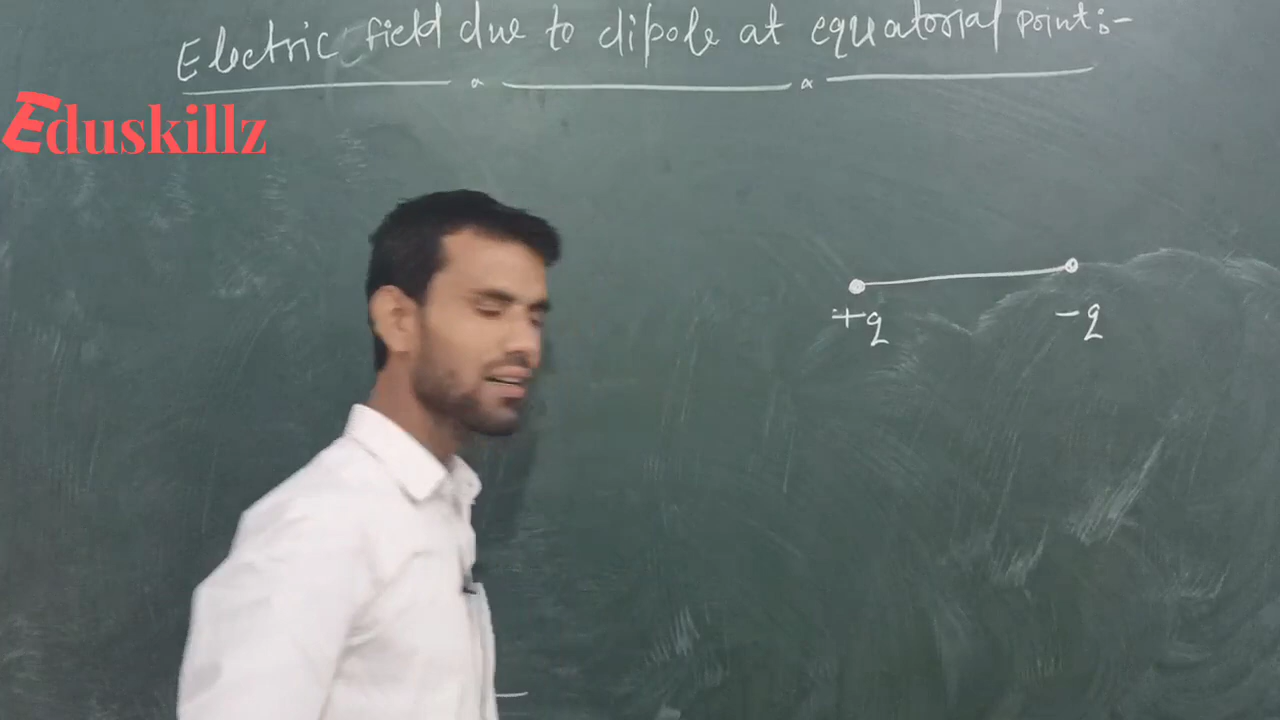 Electric field due to dipole at equatorial point:-
Eduskillz
+q
-q